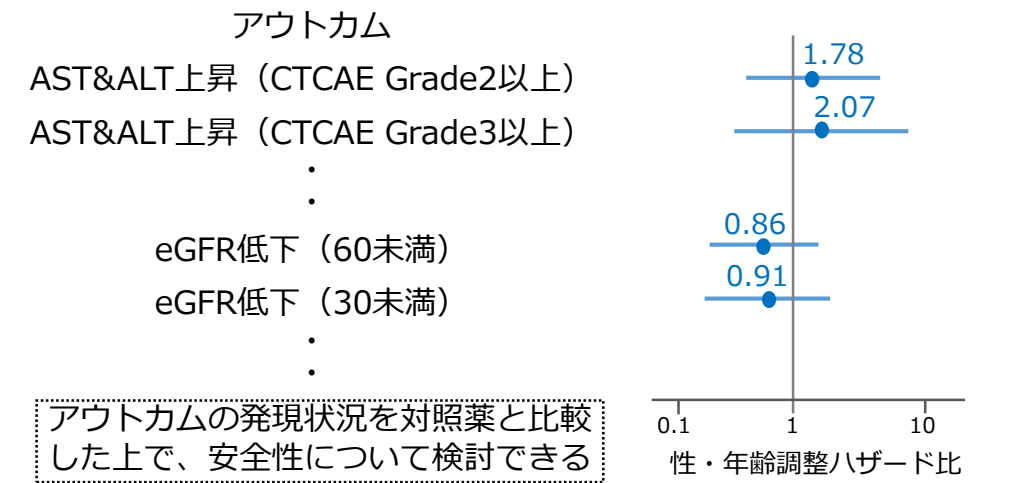 アウトカム
AST&ALT上昇（CTCAE Grade2以上）
1.78
AST&ALT上昇（CTCAE Grade3以上）
2.07
・
・
eGFR低下（60未満）
0.86
eGFR低下（30未満）
0.91
・
・
アウトカムの発現状況を対照薬と比較
した上で、安全性について検討できる
0.1 1 10
性・年齢調整ハザード比